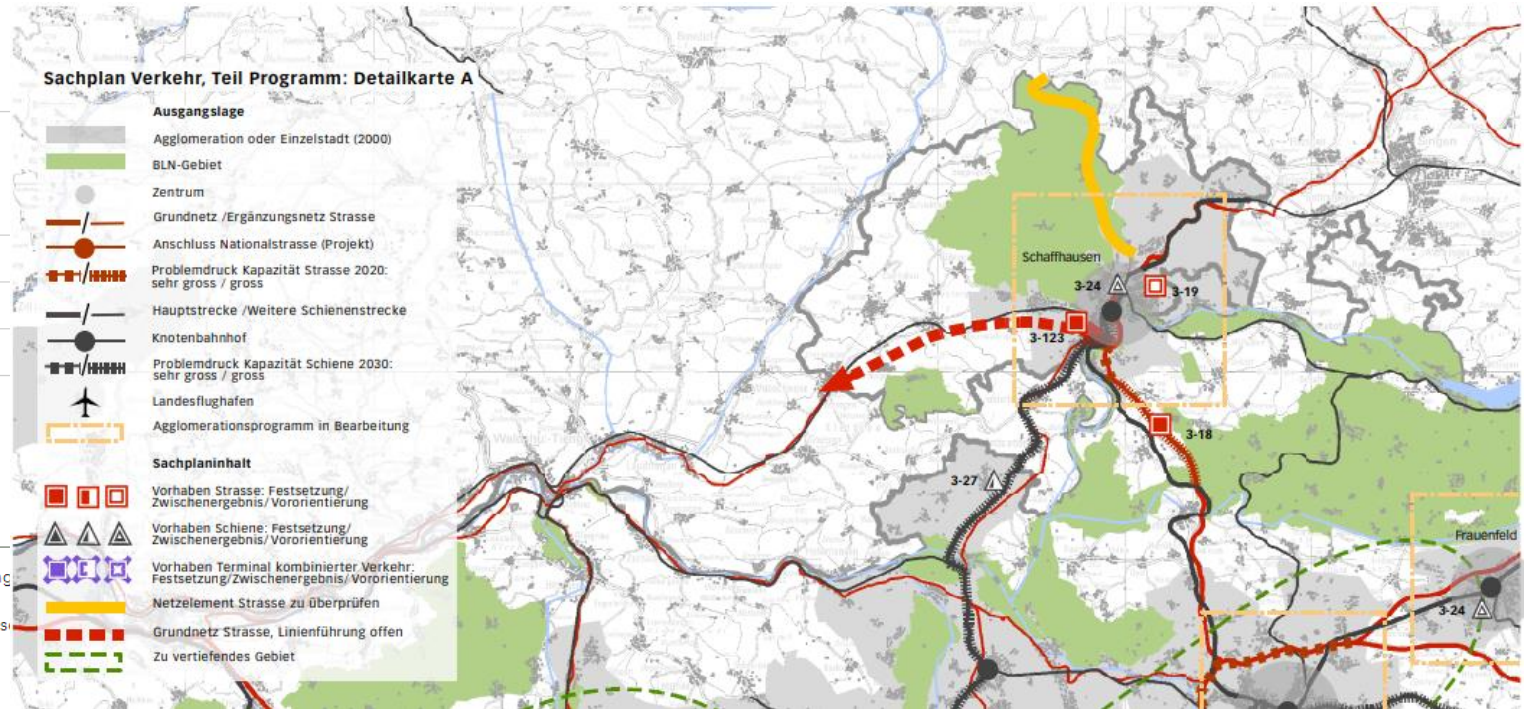 Sachplan Verkehr, Teil Programm: Detailkarte A
Ausgangslage
Agglomeration oder Einzelstadt (2000)
BLN-Gebiet
Zentrum
Grundnetz /Ergänzungsnetz Strasse
Anschluss Nationalstrasse (Projekt)
Problemdruck Kapazität Strasse 2020:
sehr gross / gross
Hauptstrecke /Weitere Schienenstrecke
Knotenbahnhof
Problemdruck Kapazität Schiene 2030:
sehr gross / gross
Landesflughafen
Agglomerationsprogramm in Bearbeitung
Sachplaninhalt
Vorhaben Strasse: Festsetzung/
Zwischenergebnis/Vororientierung
Vorhaben Schiene: Festsetzung/
Zwischenergebnis/Vororientierung
Vorhaben Terminal kombinierter Verkehr:
Festsetzung/Zwischenergebnis/Vororientierung
Netzelement Strasse zu überprüfen
Grundnetz Strasse, Linienführung offen
Zu vertiefendes Gebiet
Schaffhausen
3-24
3-19
3-123
3-18
3-27
Frauenfeld
3-24